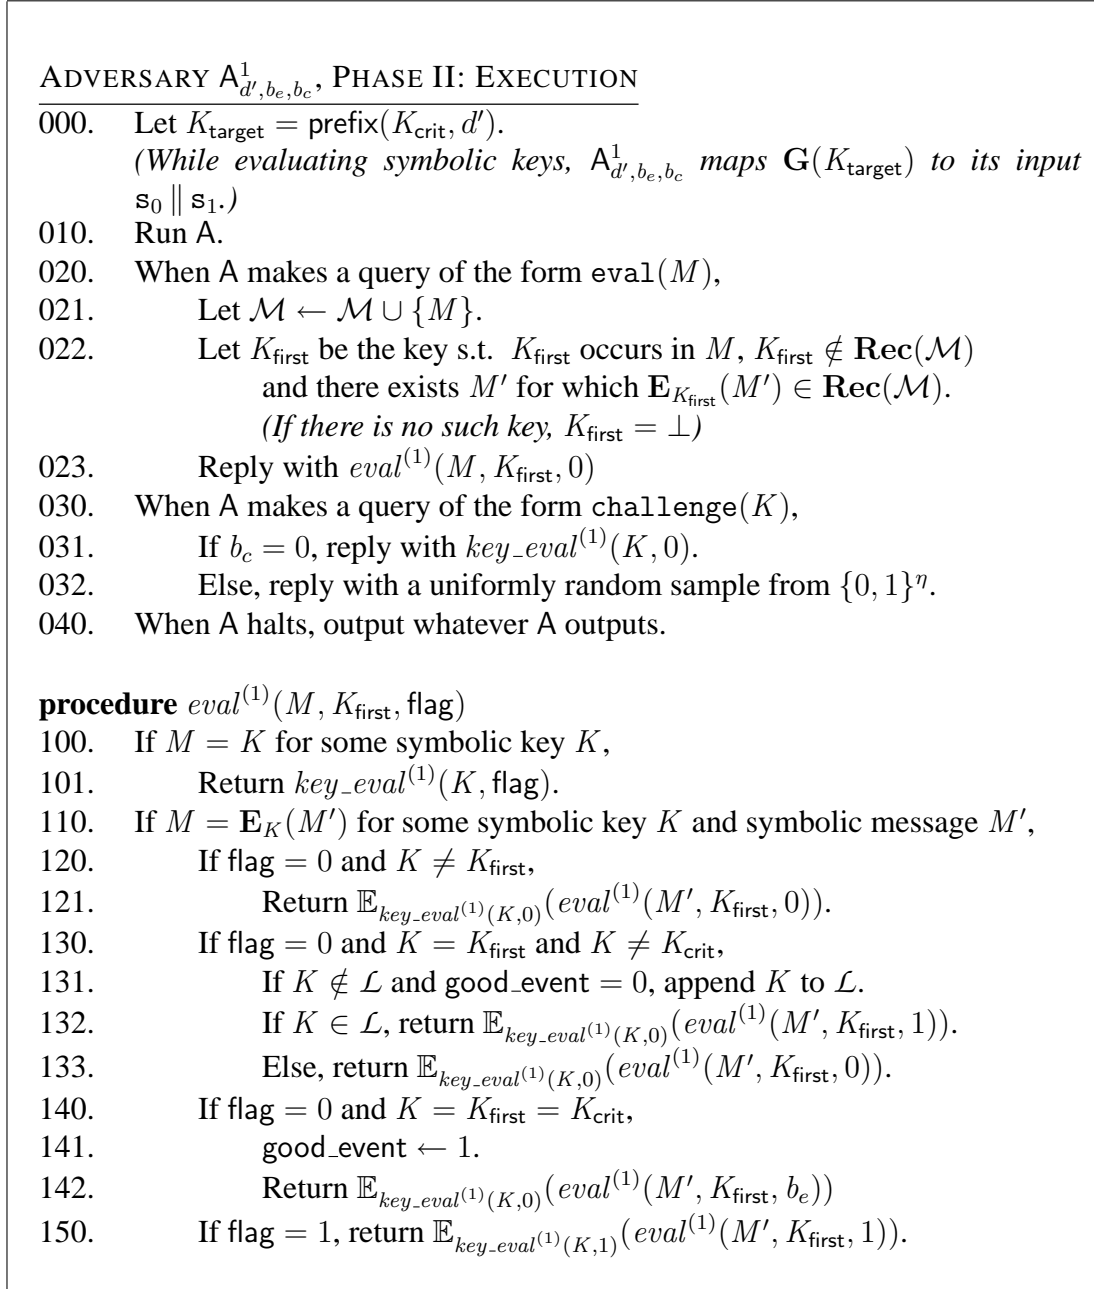 ADVERSARY A¹_{d′,b_e,b_c}, PHASE II: EXECUTION
000. Let K_target = prefix(K_crit, d′).
(While evaluating symbolic keys, A¹_{d′,b_e,b_c} maps G(K_target) to its input
s₀ ‖ s₁.)
010. Run A.
020. When A makes a query of the form eval(M),
021. Let ℳ ← ℳ ∪ {M}.
022. Let K_first be the key s.t. K_first occurs in M, K_first ∉ Rec(ℳ)
and there exists M′ for which E_{K_first}(M′) ∈ Rec(ℳ).
(If there is no such key, K_first = ⊥)
023. Reply with eval⁽¹⁾(M, K_first, 0)
030. When A makes a query of the form challenge(K),
031. If b_c = 0, reply with key_eval⁽¹⁾(K, 0).
032. Else, reply with a uniformly random sample from {0, 1}^η.
040. When A halts, output whatever A outputs.
procedure eval⁽¹⁾(M, K_first, flag)
100. If M = K for some symbolic key K,
101. Return key_eval⁽¹⁾(K, flag).
110. If M = E_K(M′) for some symbolic key K and symbolic message M′,
120. If flag = 0 and K ≠ K_first,
121. Return 𝔼_{key_eval⁽¹⁾(K,0)}(eval⁽¹⁾(M′, K_first, 0)).
130. If flag = 0 and K = K_first and K ≠ K_crit,
131. If K ∉ ℒ and good_event = 0, append K to ℒ.
132. If K ∈ ℒ, return 𝔼_{key_eval⁽¹⁾(K,0)}(eval⁽¹⁾(M′, K_first, 1)).
133. Else, return 𝔼_{key_eval⁽¹⁾(K,0)}(eval⁽¹⁾(M′, K_first, 0)).
140. If flag = 0 and K = K_first = K_crit,
141. good_event ← 1.
142. Return 𝔼_{key_eval⁽¹⁾(K,0)}(eval⁽¹⁾(M′, K_first, b_e))
150. If flag = 1, return 𝔼_{key_eval⁽¹⁾(K,1)}(eval⁽¹⁾(M′, K_first, 1)).